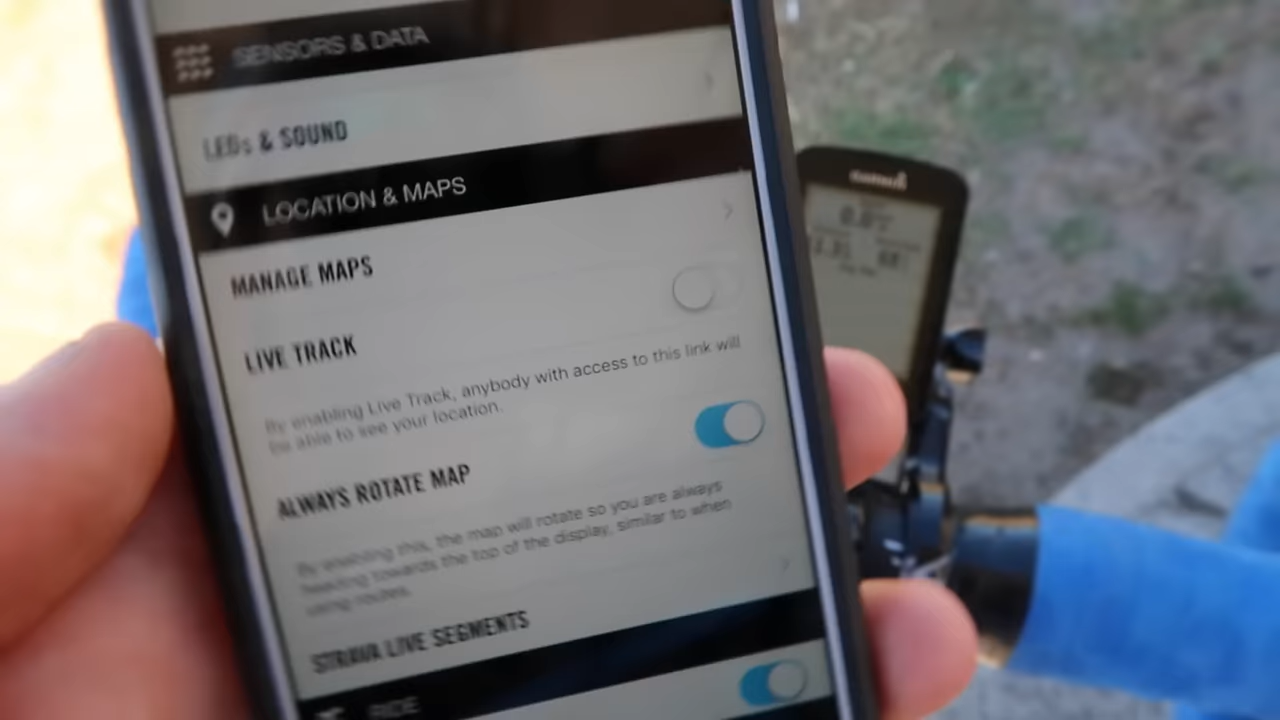 SENSORS & DATA
LEDs & SOUND
LOCATION & MAPS
MANAGE MAPS
LIVE TRACK
By enabling Live Track, anybody with access to this link will
be able to see your location.
ALWAYS ROTATE MAP
By enabling this, the map will rotate so you are always
heading towards the top of the display, similar to when
using routes.
STRAVA LIVE SEGMENTS
RIDE
GARMIN